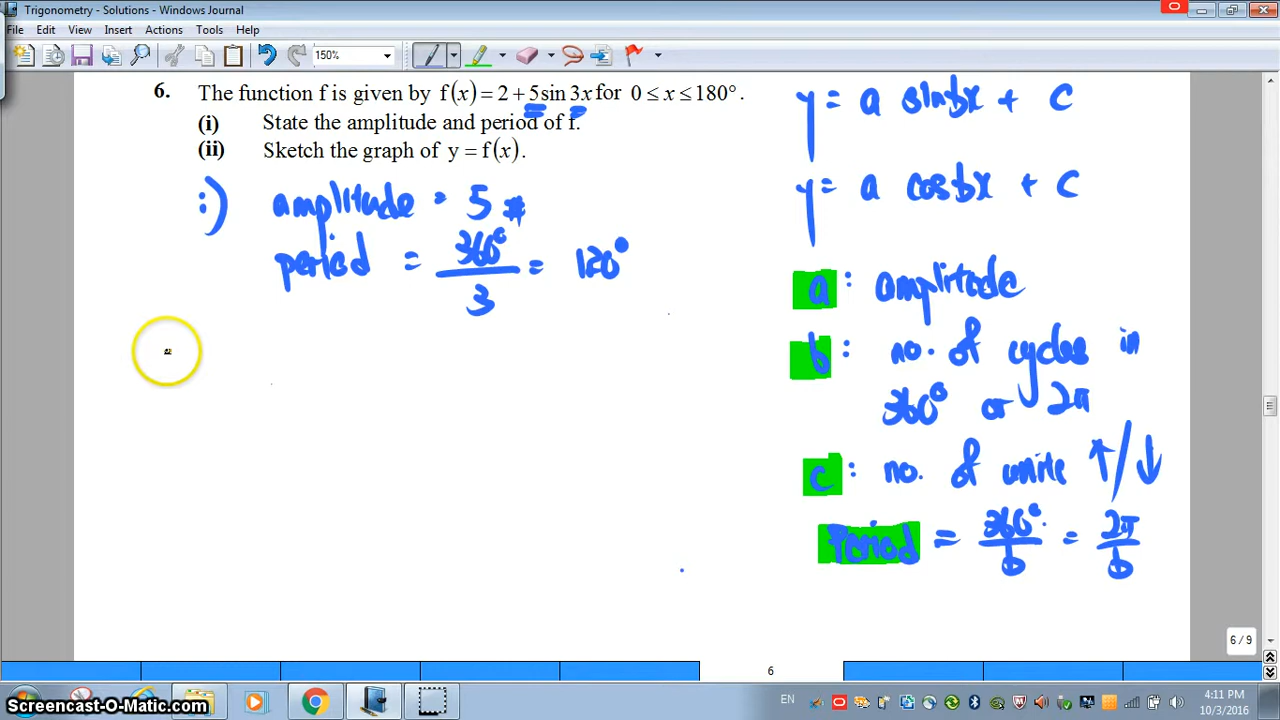 Trigonometry - Solutions - Windows Journal
File Edit View Insert Actions Tools Help
150%
6. The function f is given by f(x) = 2 + 5 sin 3x for 0 ≤ x ≤ 180°.
(i) State the amplitude and period of f.
(ii) Sketch the graph of y = f(x).
i) amplitude = 5
period = 360°/3 = 120°
y = a sin bx + c
y = a cos bx + c
a : amplitude
b : no. of cycles in
360° or 2π
c : no. of units ↑/↓
Period = 360°/b = 2π/b
6 / 9
6
EN
4:11 PM
10/3/2016
Screencast-O-Matic.com